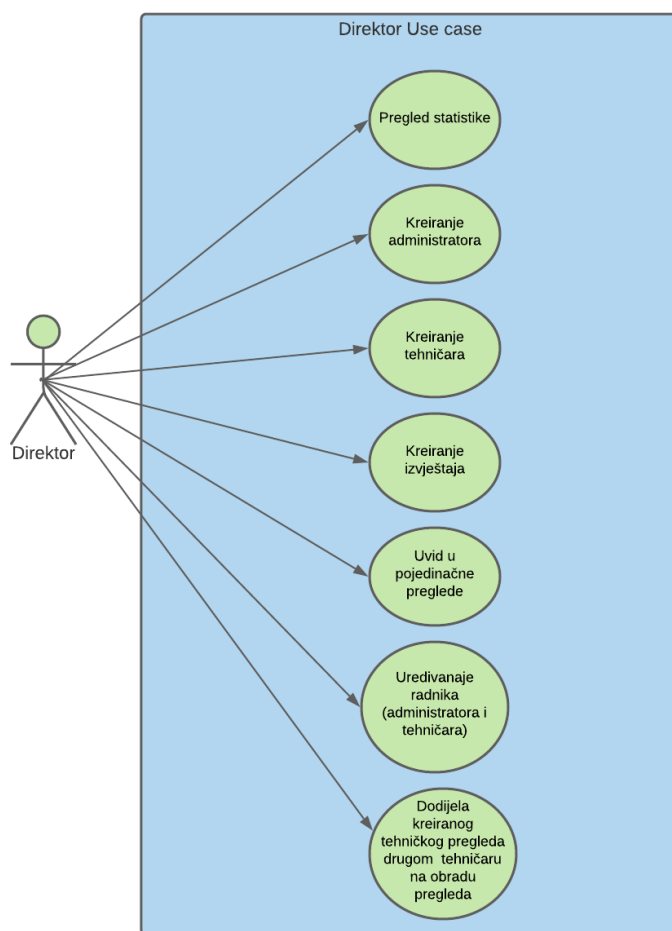 Direktor Use case
Pregled statistike
Kreiranje
administratora
Kreiranje
tehničara
Kreiranje
izvještaja
Direktor
Uvid u
pojedinačne
preglede
Uređivanaje
radnika
(administratora i
tehničara)
Dodijela
kreiranog
tehničkog pregleda
drugom tehničaru
na obradu
pregleda